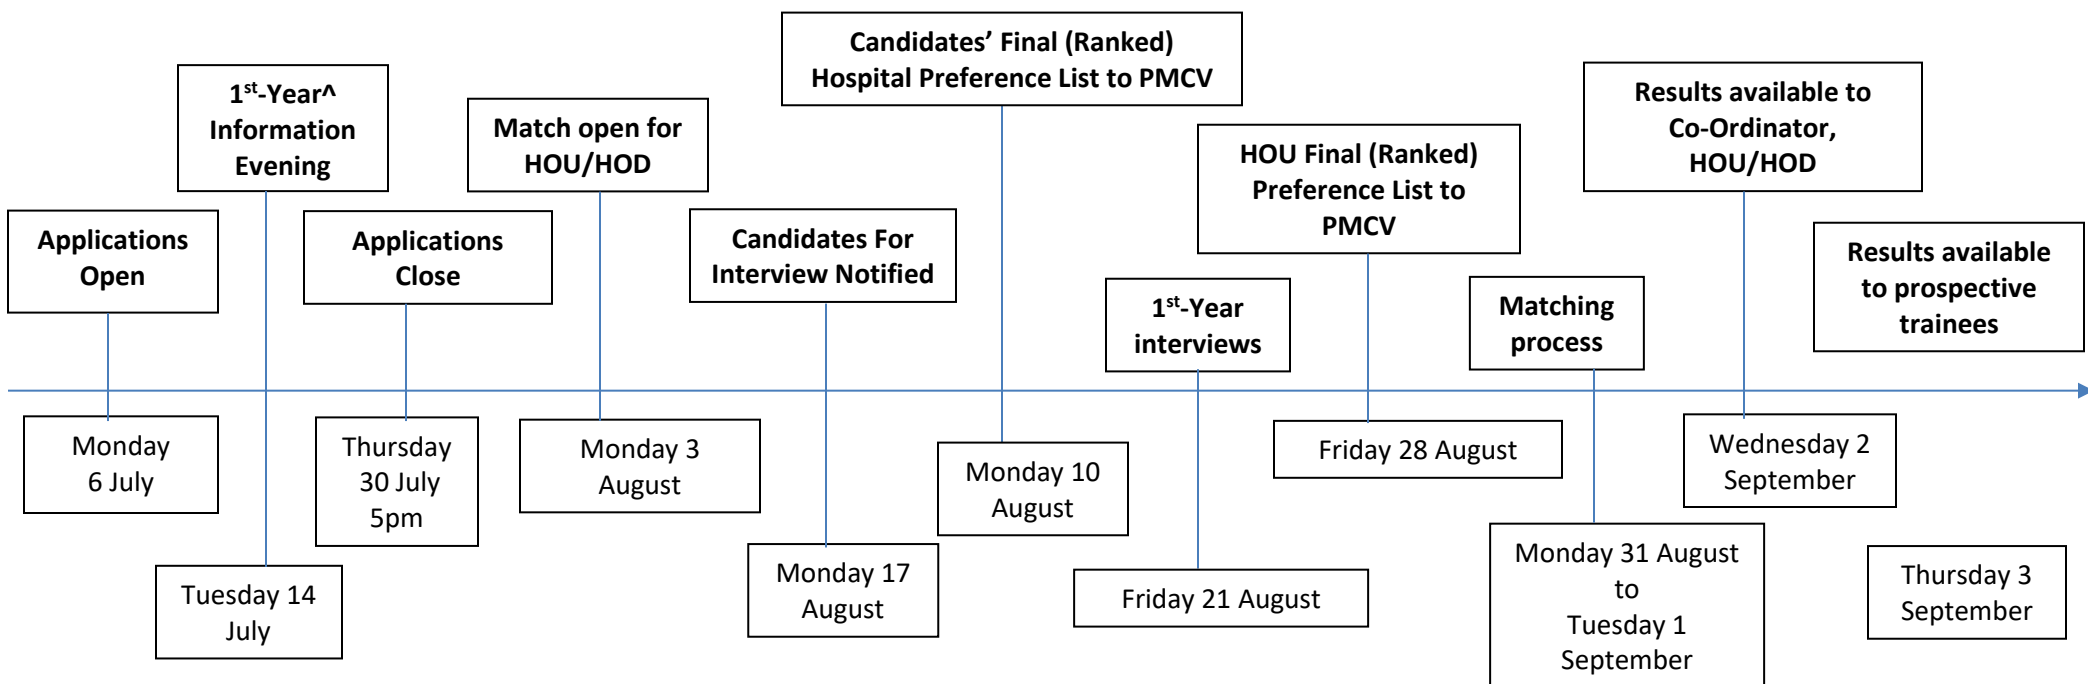 Applications
Open
Monday
6 July
1st-Year^
Information
Evening
Tuesday 14
July
Applications
Close
Thursday
30 July
5pm
Match open for
HOU/HOD
Monday 3
August
Candidates For
Interview Notified
Monday 17
August
Candidates’ Final (Ranked)
Hospital Preference List to PMCV
Monday 10
August
1st-Year
interviews
Friday 21 August
HOU Final (Ranked)
Preference List to
PMCV
Friday 28 August
Matching
process
Monday 31 August
to
Tuesday 1
September
Results available to
Co-Ordinator,
HOU/HOD
Wednesday 2
September
Results available
to prospective
trainees
Thursday 3
September